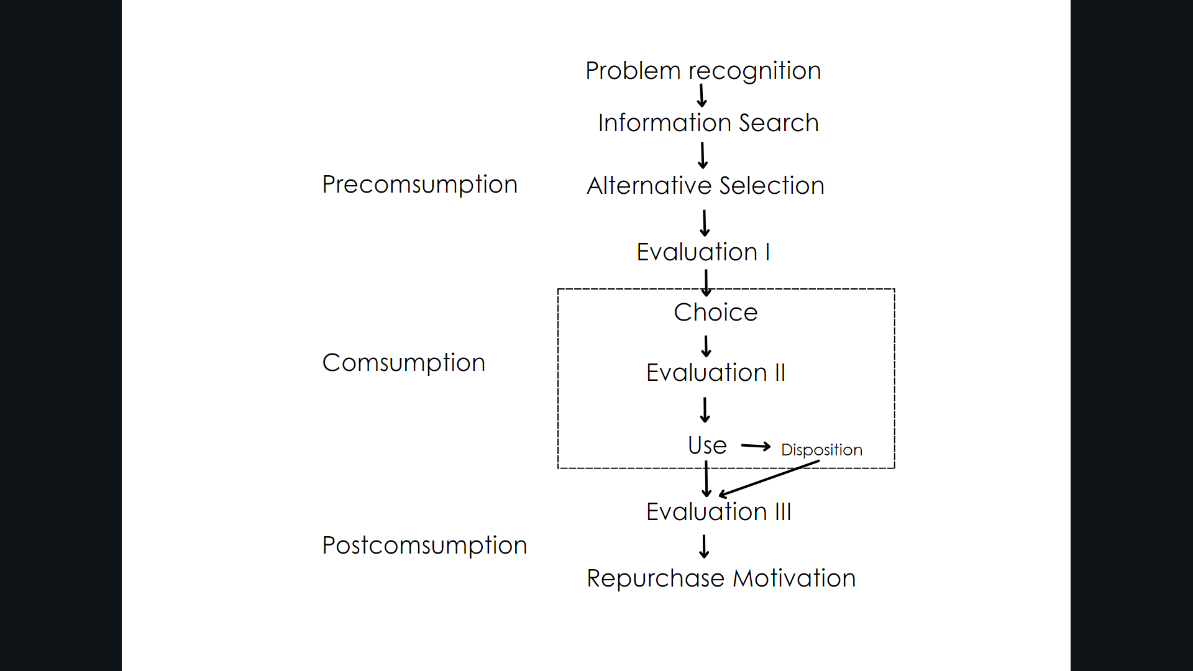 Problem recognition
Information Search
Precomsumption
Alternative Selection
Evaluation I
Choice
Comsumption
Evaluation II
Use
Disposition
Evaluation III
Postcomsumption
Repurchase Motivation